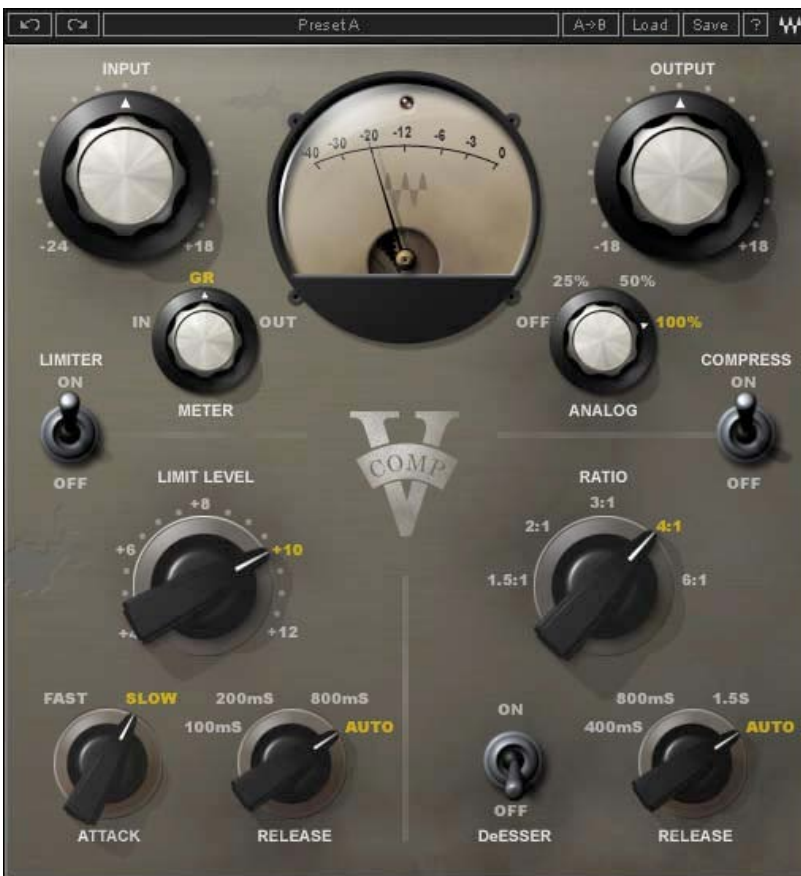 Preset A
A->B
Load
Save
?
INPUT
OUTPUT
-40 -30 -20 -12 -6 -3 0
-24
+18
-18
+18
GR
IN
OUT
METER
25%
50%
OFF
100%
ANALOG
LIMITER
ON
OFF
COMPRESS
ON
OFF
V
COMP
LIMIT LEVEL
+4
+6
+8
+10
+12
RATIO
1.5:1
2:1
3:1
4:1
6:1
FAST
SLOW
ATTACK
100mS
200mS
800mS
AUTO
RELEASE
ON
OFF
DeESSER
400mS
800mS
1.5S
AUTO
RELEASE